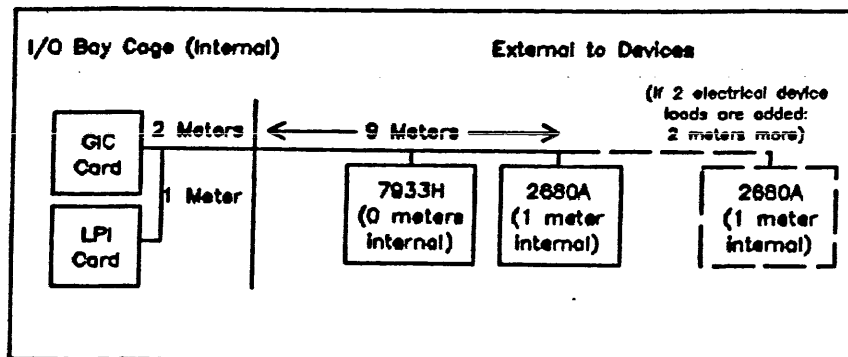 I/O Bay Cage (Internal)
External to Devices
(If 2 electrical device
loads are added:
2 meters more)
GIC
Card
2 Meters
9 Meters
1 Meter
LPI
Card
7933H
(0 meters
internal)
2680A
(1 meter
internal)
2680A
(1 meter
internal)